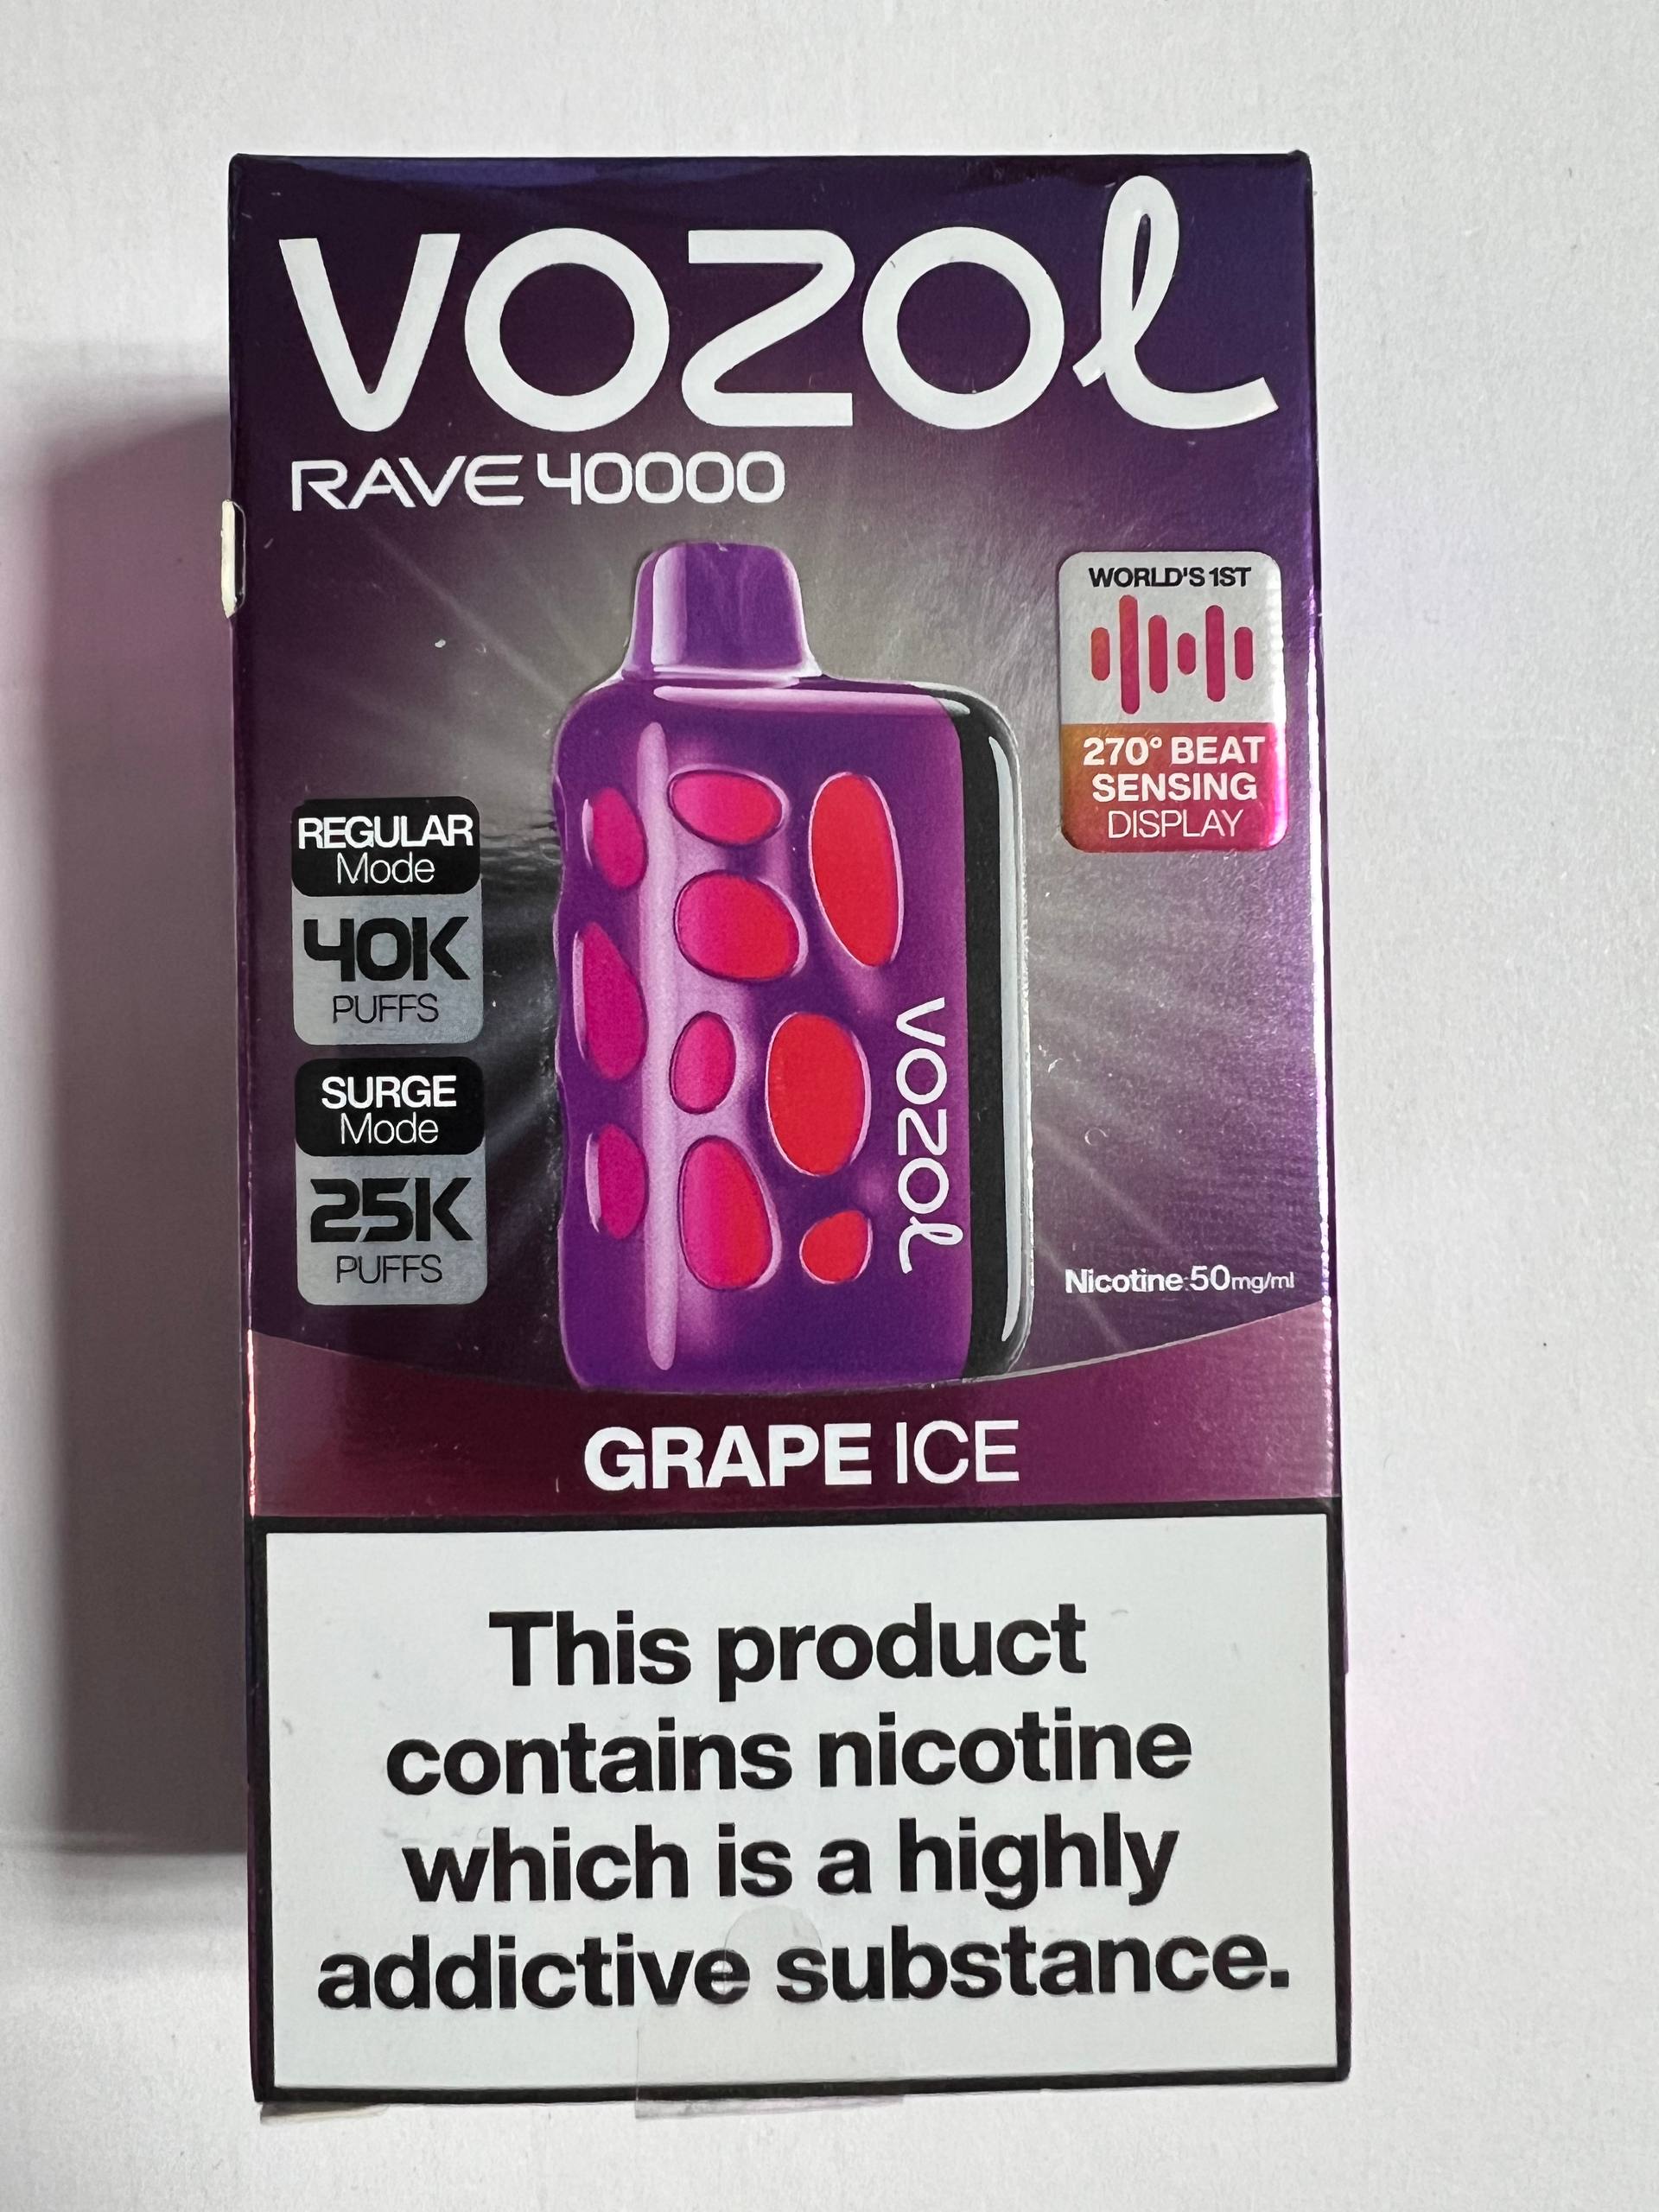 VOZOL
RAVE 40000
WORLD'S 1ST
270° BEAT
SENSING
DISPLAY
REGULAR
Mode
40K
PUFFS
SURGE
Mode
25K
PUFFS
VOZOL
Nicotine:50mg/ml
GRAPE ICE
This product
contains nicotine
which is a highly
addictive substance.